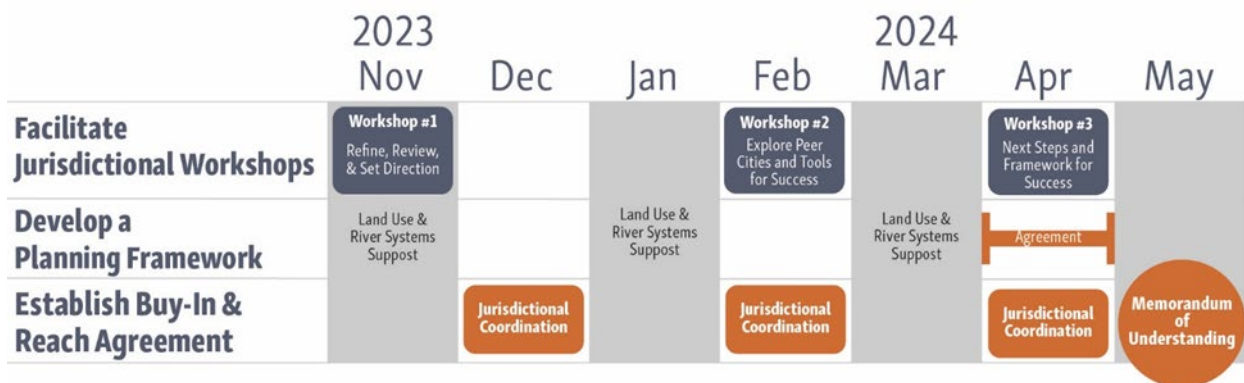 2023
Nov
Dec
Jan
Feb
2024
Mar
Apr
May
Facilitate
Jurisdictional Workshops
Workshop #1
Refine, Review,
& Set Direction
Workshop #2
Explore Peer
Cities and Tools
for Success
Workshop #3
Next Steps and
Framework for
Success
Develop a
Planning Framework
Land Use &
River Systems
Suppost
Land Use &
River Systems
Suppost
Land Use &
River Systems
Suppost
Agreement
Establish Buy-In &
Reach Agreement
Jurisdictional
Coordination
Jurisdictional
Coordination
Jurisdictional
Coordination
Memorandum
of
Understanding